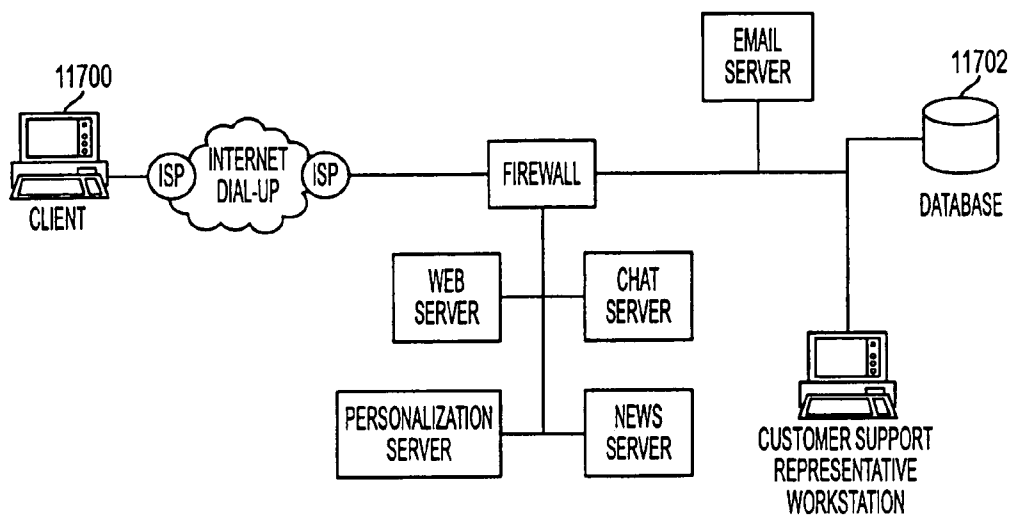 11700
CLIENT
ISP
INTERNET
DIAL-UP
ISP
FIREWALL
EMAIL
SERVER
11702
DATABASE
WEB
SERVER
CHAT
SERVER
PERSONALIZATION
SERVER
NEWS
SERVER
CUSTOMER SUPPORT
REPRESENTATIVE
WORKSTATION